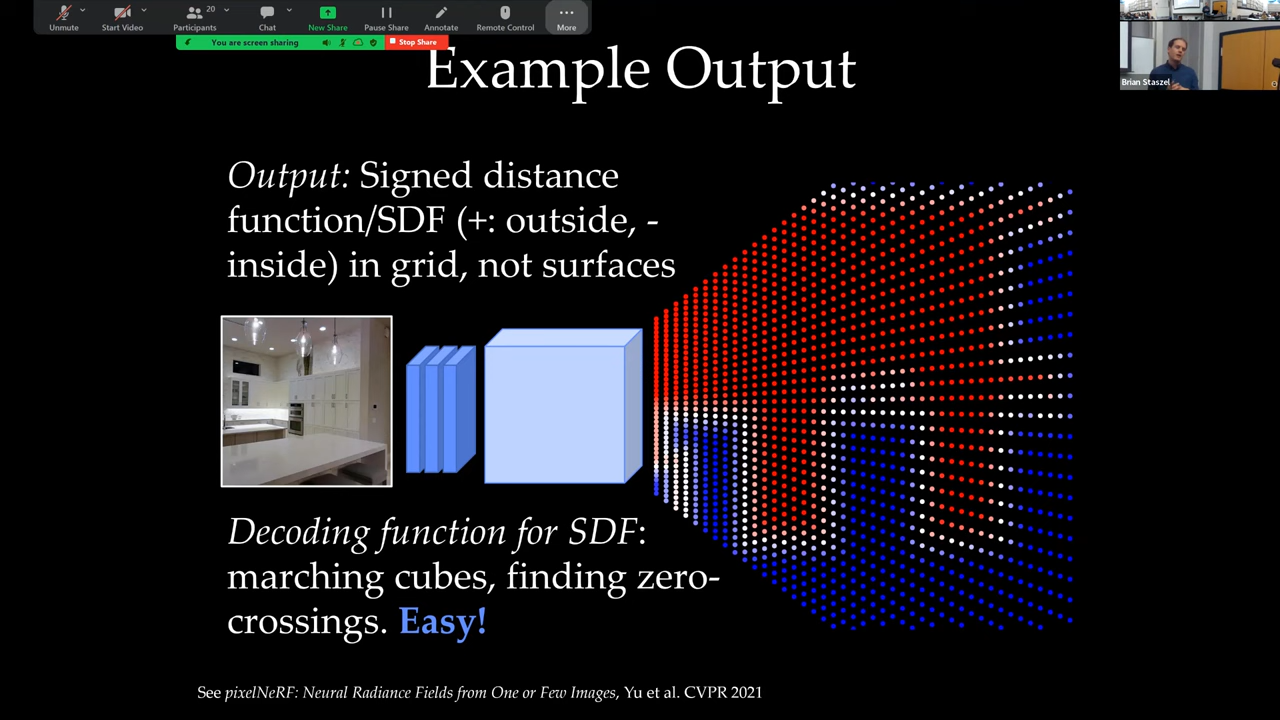 Unmute
Start Video
20
Participants
Chat
New Share
Pause Share
Annotate
Remote Control
More
You are screen sharing
Stop Share
Brian Staszel
Example Output
Output: Signed distance
function/SDF (+: outside, -
inside) in grid, not surfaces
Decoding function for SDF:
marching cubes, finding zero-
crossings. Easy!
See pixelNeRF: Neural Radiance Fields from One or Few Images, Yu et al. CVPR 2021